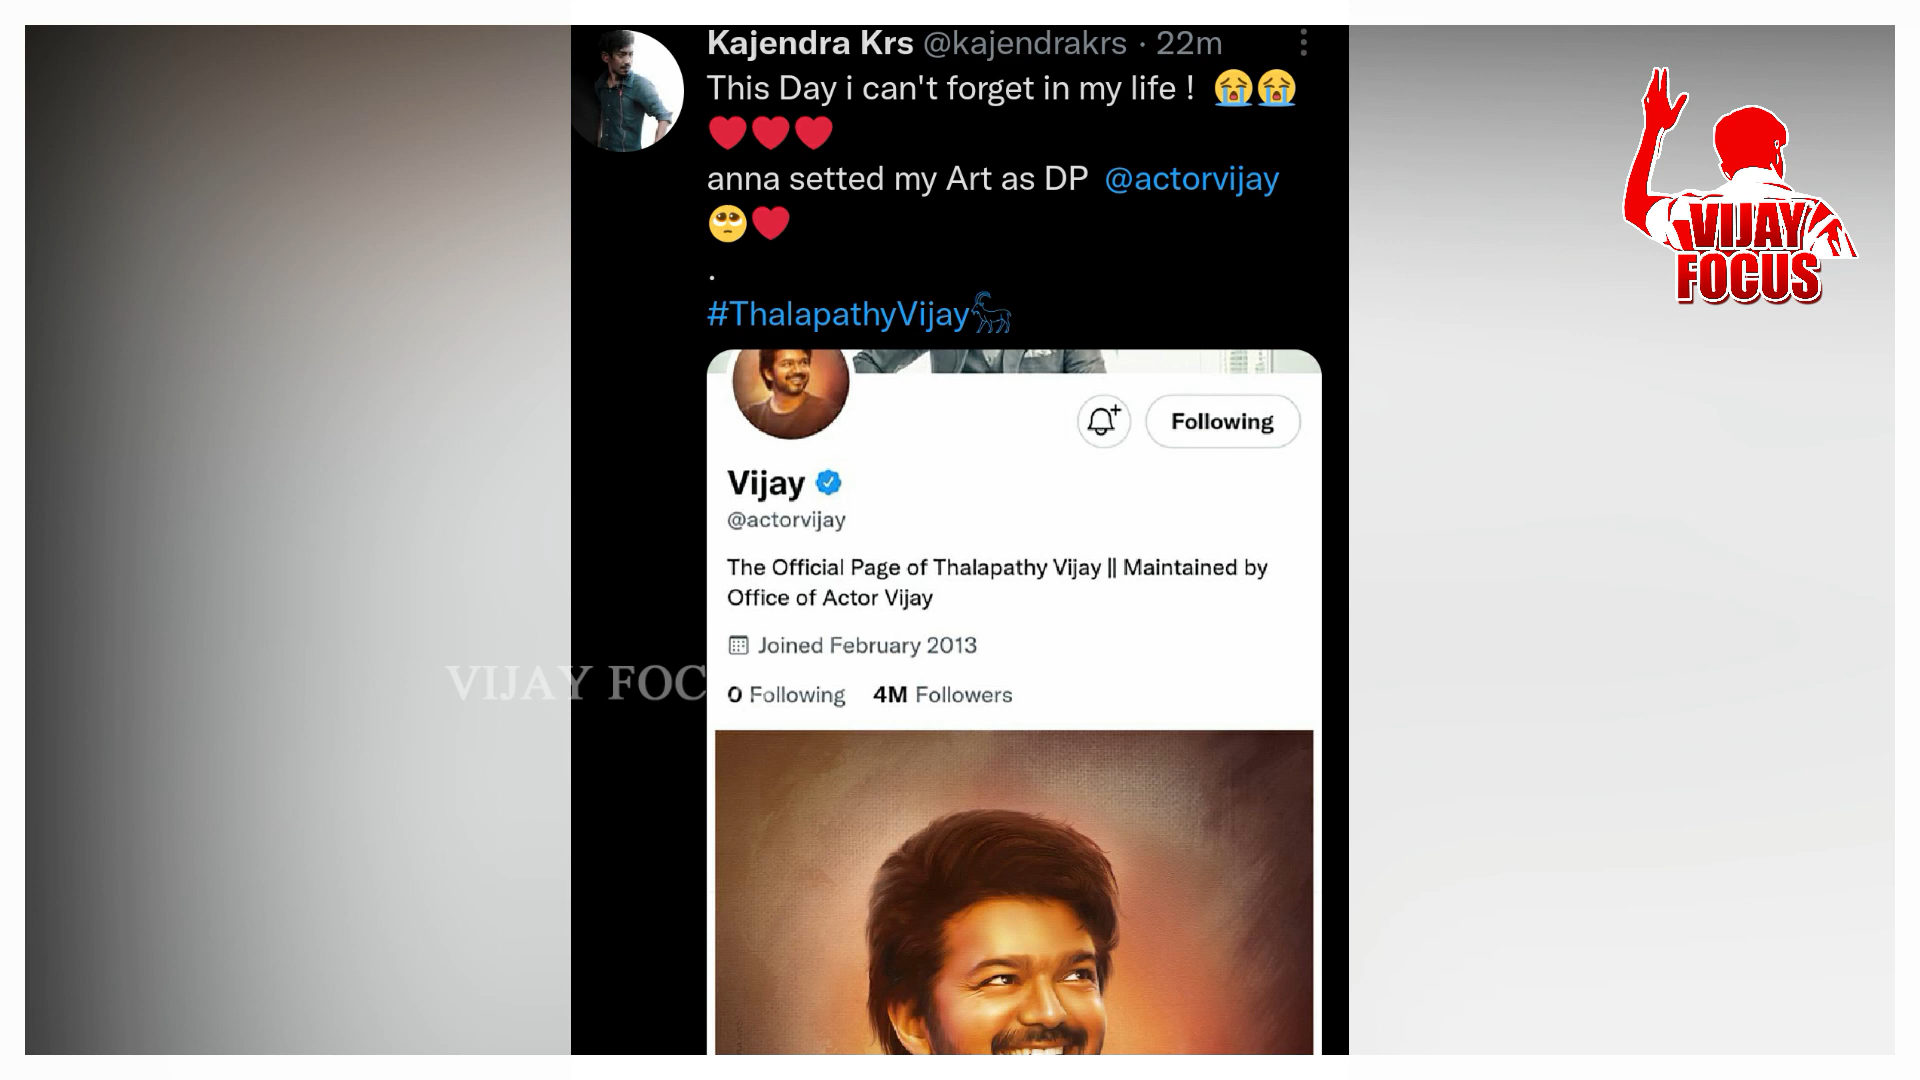 Kajendra Krs @kajendrakrs · 22m
This Day i can't forget in my life ! 😭😭
❤️❤️❤️
anna setted my Art as DP @actorvijay
🥺❤️
.
#ThalapathyVijay
VIJAY
FOCUS
Following
Vijay
@actorvijay
The Official Page of Thalapathy Vijay || Maintained by
Office of Actor Vijay
Joined February 2013
0 Following 4M Followers
VIJAY FOC